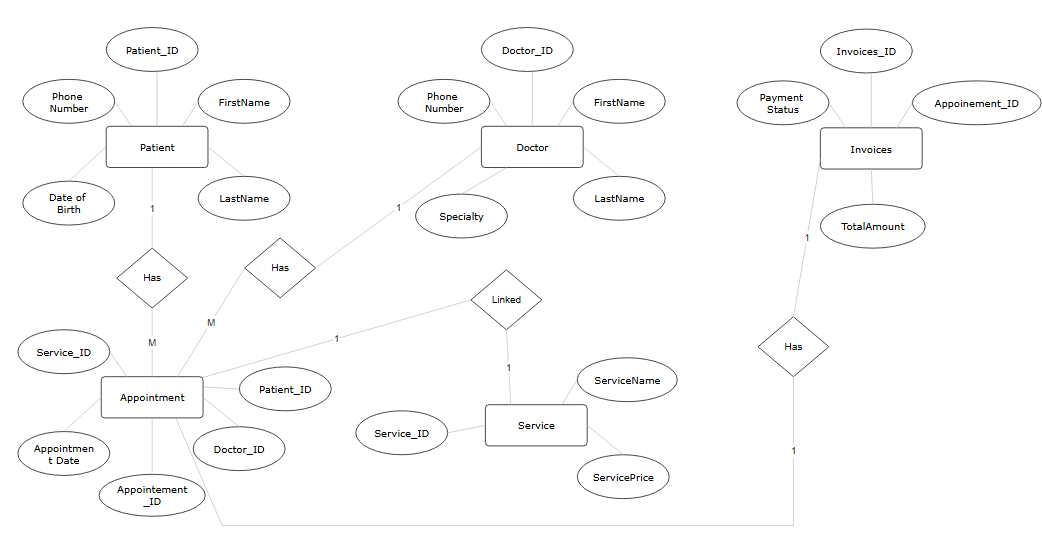 Patient_ID
Doctor_ID
Invoices_ID
Phone
Number
FirstName
Phone
Number
FirstName
Payment
Status
Appoinement_ID
Patient
Doctor
Invoices
Date of
Birth
LastName
1
1
Specialty
LastName
TotalAmount
1
Has
Has
Linked
M
M
1
Has
Service_ID
1
Appointment
Patient_ID
ServiceName
Service_ID
Service
Appointmen
t Date
Doctor_ID
1
ServicePrice
Appointement
_ID